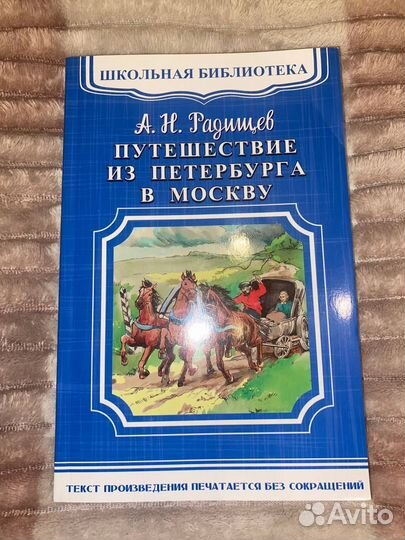 ШКОЛЬНАЯ БИБЛИОТЕКА
А. Н. Радищев
ПУТЕШЕСТВИЕ
ИЗ ПЕТЕРБУРГА
В МОСКВУ
ТЕКСТ ПРОИЗВЕДЕНИЯ ПЕЧАТАЕТСЯ БЕЗ СОКРАЩЕНИЙ
Avito